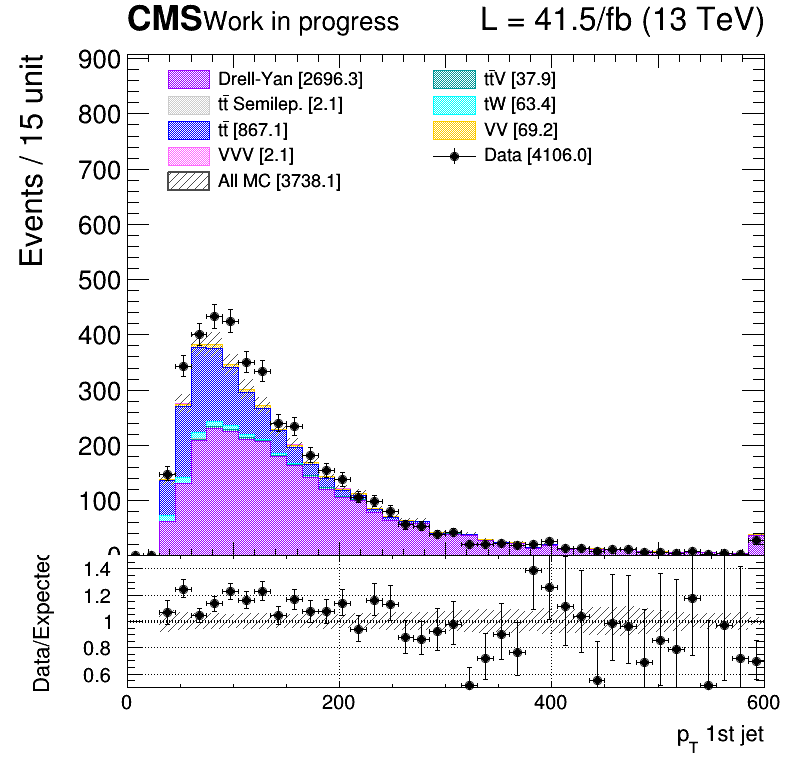 CMS Work in progress L = 41.5/fb (13 TeV)
Events / 15 unit
900
800
700
600
500
400
300
200
100
0
Drell-Yan [2696.3]
tt̄ Semilep. [2.1]
tt̄ [867.1]
VVV [2.1]
All MC [3738.1]
tt̄V [37.9]
tW [63.4]
VV [69.2]
Data [4106.0]
Data/Expected
1.4
1.2
1
0.8
0.6
0 200 400 600
p_T 1st jet